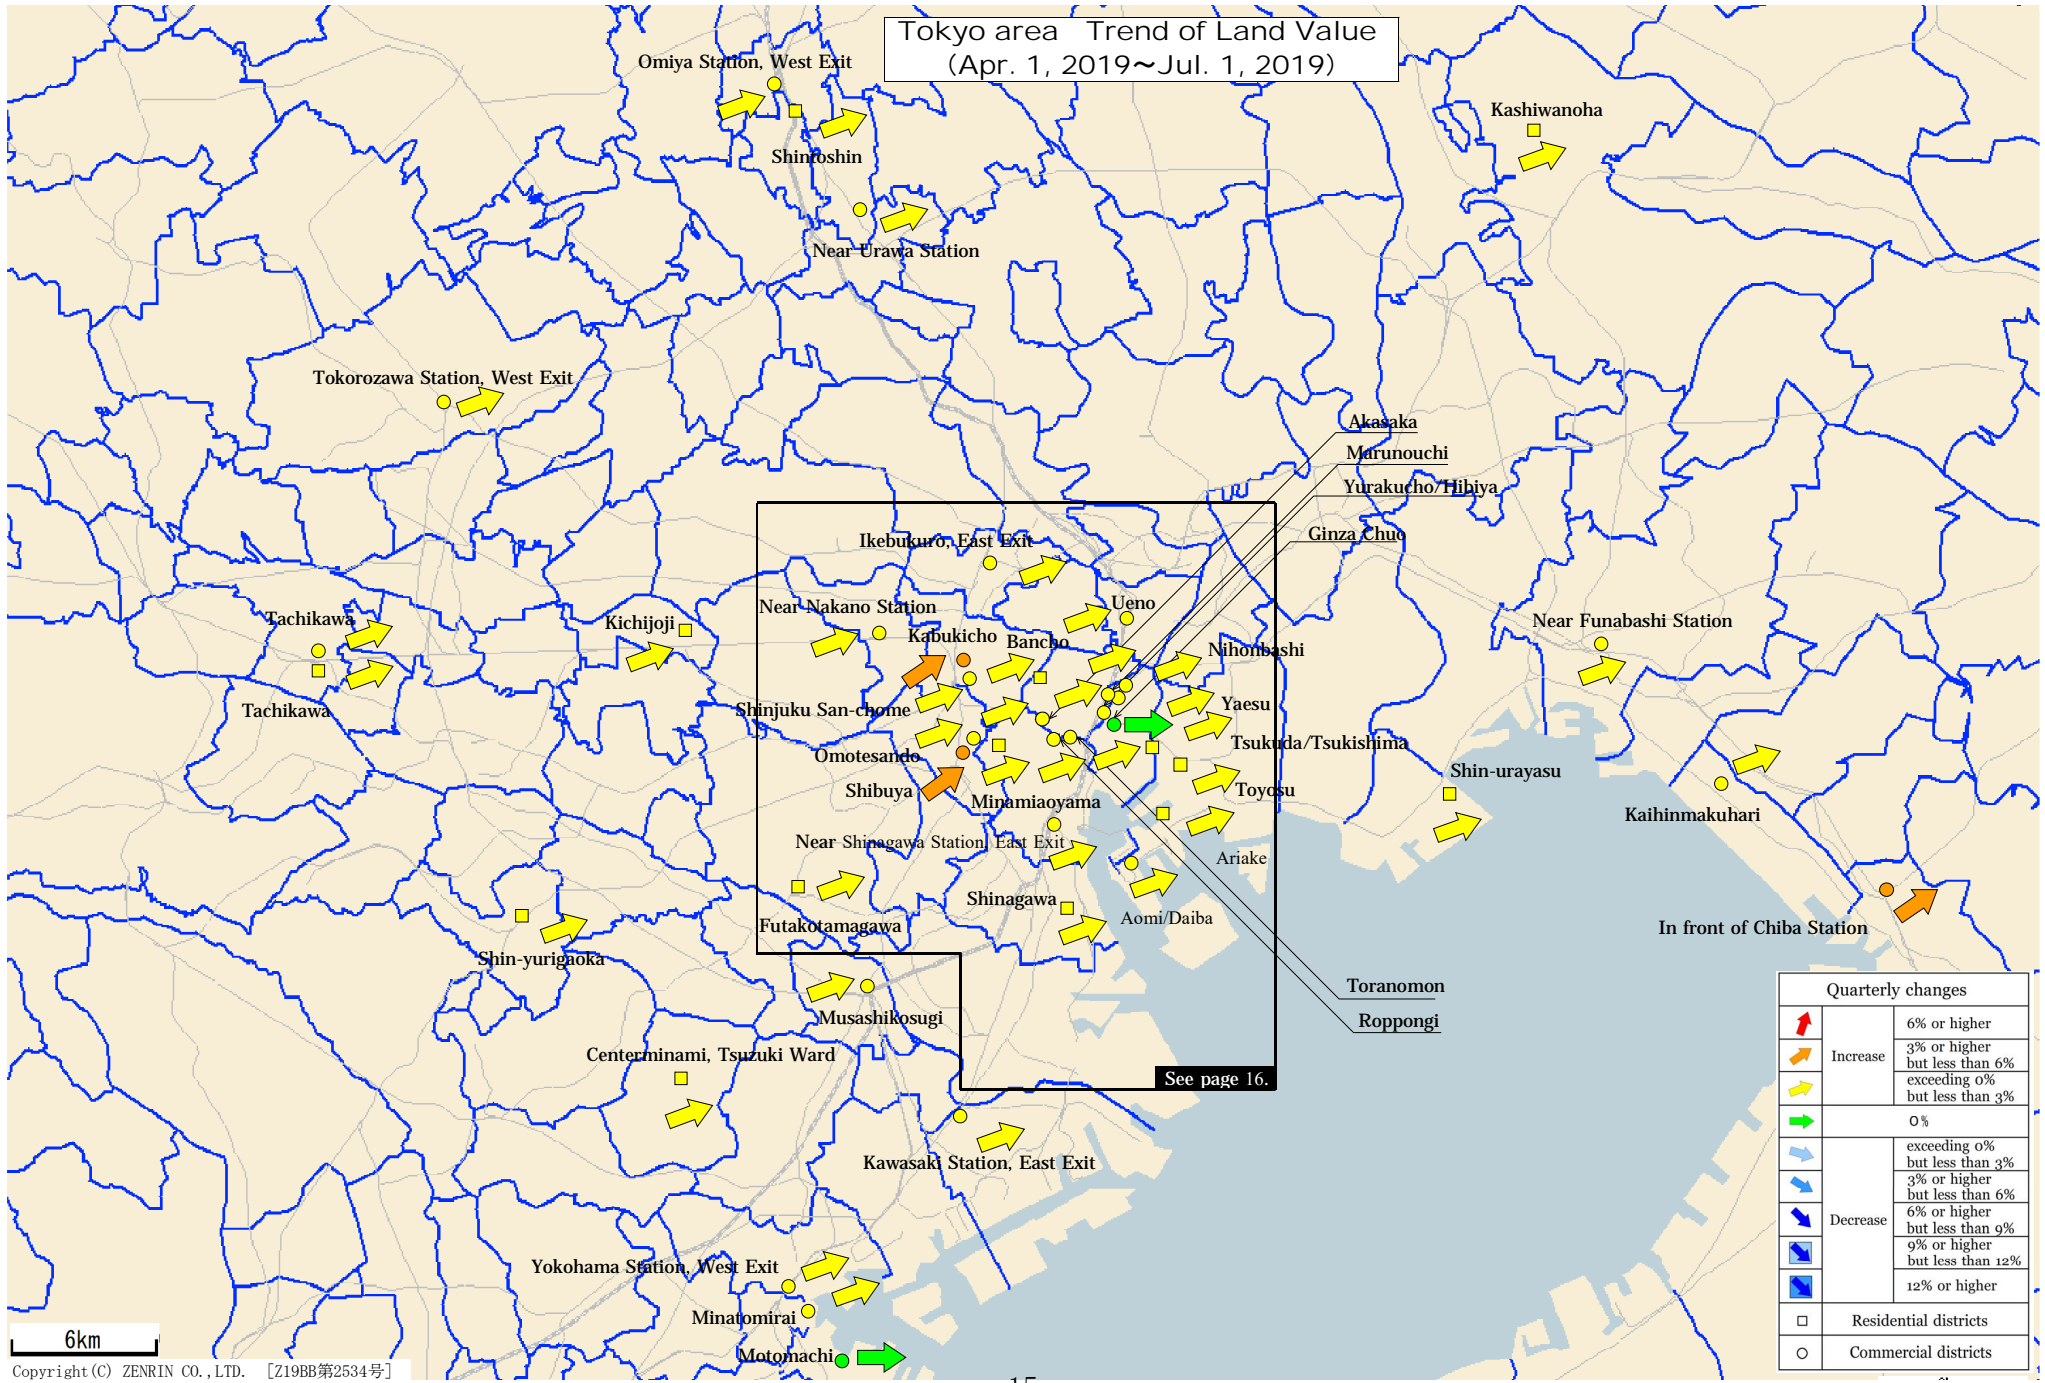 Tokyo area Trend of Land Value
(Apr. 1, 2019～Jul. 1, 2019)
Omiya Station, West Exit
Kashiwanoha
Shintoshin
Near Urawa Station
Tokorozawa Station, West Exit
Akasaka
Marunouchi
Yurakucho/Hibiya
Ginza Chuo
Ikebukuro, East Exit
Near Nakano Station
Ueno
Tachikawa
Kichijoji
Near Funabashi Station
Kabukicho
Bancho
Nihonbashi
Tachikawa
Shinjuku San-chome
Yaesu
Tsukuda/Tsukishima
Omotesando
Shin-urayasu
Shibuya
Minamiaoyama
Toyosu
Kaihinmakuhari
Near Shinagawa Station, East Exit
Ariake
Shinagawa
Aomi/Daiba
Futakotamagawa
In front of Chiba Station
Shin-yurigaoka
Toranomon
Musashikosugi
Roppongi
Centerminami, Tsuzuki Ward
See page 16.
Kawasaki Station, East Exit
Yokohama Station, West Exit
Minatomirai
Motomachi
Quarterly changes
Increase
6% or higher
3% or higher
but less than 6%
exceeding 0%
but less than 3%
0%
Decrease
exceeding 0%
but less than 3%
3% or higher
but less than 6%
6% or higher
but less than 9%
9% or higher
but less than 12%
12% or higher
Residential districts
Commercial districts
6km
Copyright(C) ZENRIN CO.,LTD. [Z19BB第2534号]
15